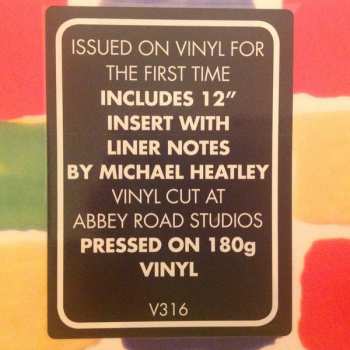 ISSUED ON VINYL FOR
THE FIRST TIME
INCLUDES 12”
INSERT WITH
LINER NOTES
BY MICHAEL HEATLEY
VINYL CUT AT
ABBEY ROAD STUDIOS
PRESSED ON 180g
VINYL
V316